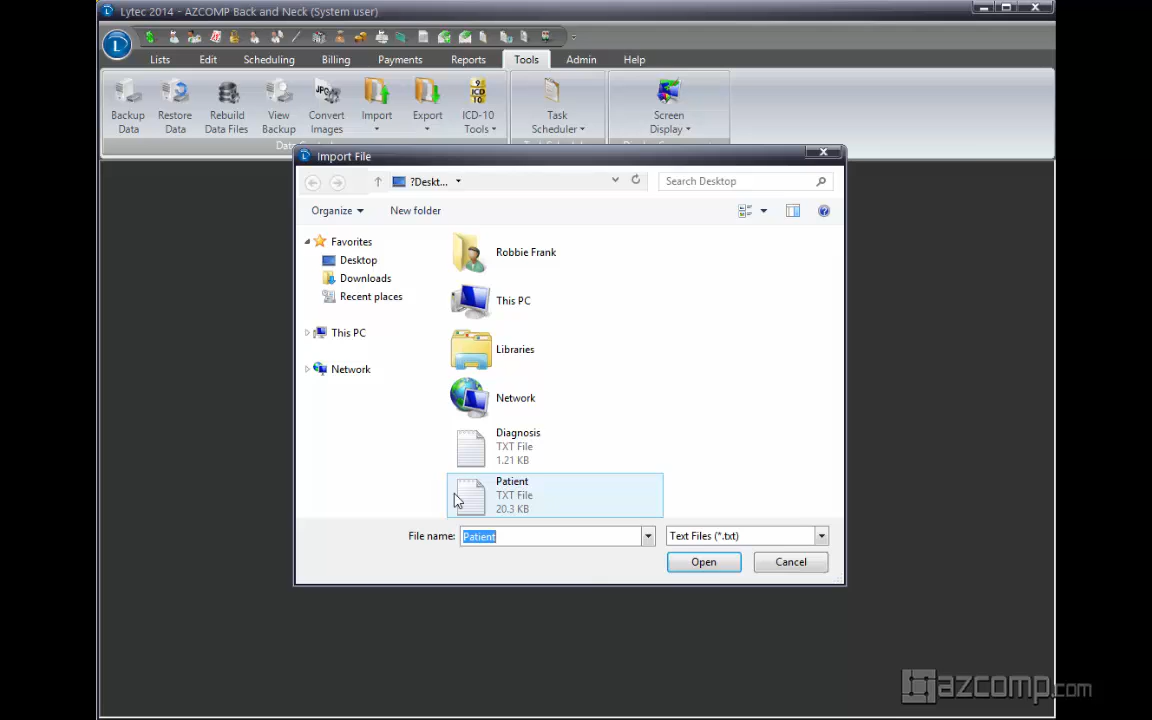 Lytec 2014 - AZCOMP Back and Neck (System user)
L
Lists Edit Scheduling Billing Payments Reports Tools Admin Help
JPG 9 ICD 10
Backup Data
Restore Data
Rebuild Data Files
View Backup
Convert Images
Import
Export
ICD-10 Tools
Task Scheduler
Screen Display
Import File
?Deskt...
Search Desktop
Organize New folder
Favorites
Desktop
Downloads
Recent places
This PC
Network
Robbie Frank
This PC
Libraries
Network
Diagnosis
TXT File
1.21 KB
Patient
TXT File
20.3 KB
File name: Patient Text Files (*.txt)
Open Cancel
azcomp.com